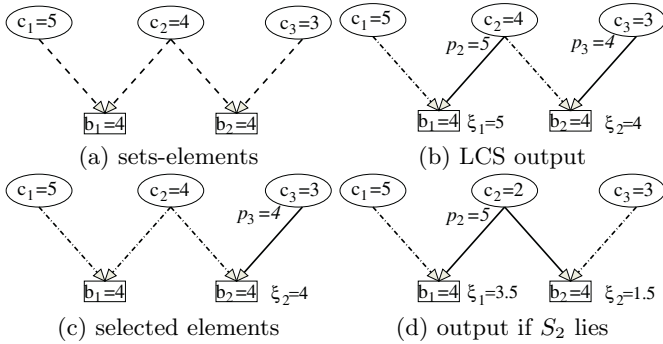 c₁=5 c₂=4 c₃=3
b₁=4 b₂=4
(a) sets-elements
c₁=5 c₂=4 c₃=3
p₂=5 p₃=4
b₁=4 ξ₁=5 b₂=4 ξ₂=4
(b) LCS output
c₁=5 c₂=4 c₃=3
p₃=4
b₁=4 b₂=4 ξ₂=4
(c) selected elements
c₁=5 c₂=2 c₃=3
p₂=5
b₁=4 ξ₁=3.5 b₂=4 ξ₂=1.5
(d) output if S₂ lies